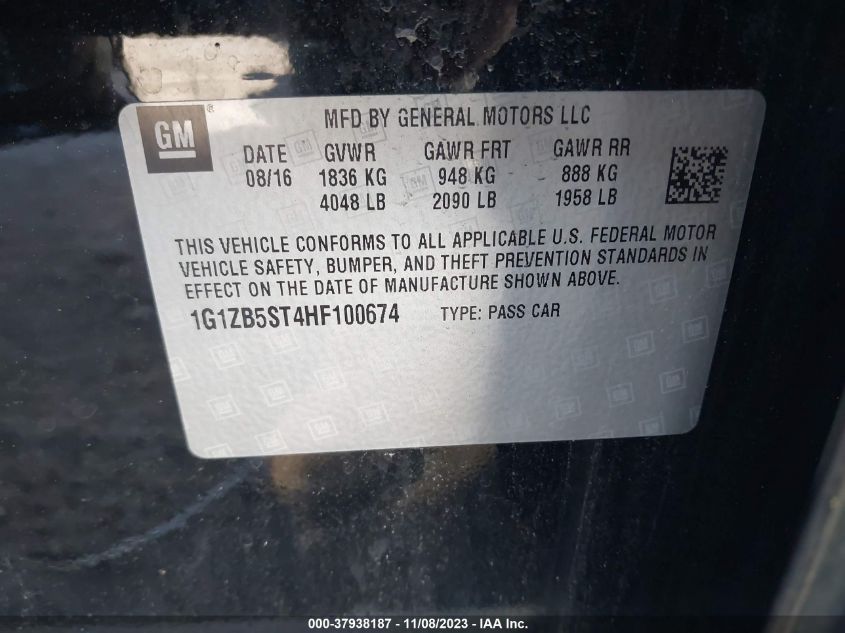 GM ®
MFD BY GENERAL MOTORS LLC
DATE GVWR GAWR FRT GAWR RR
08/16 1836 KG 948 KG 888 KG
4048 LB 2090 LB 1958 LB
THIS VEHICLE CONFORMS TO ALL APPLICABLE U.S. FEDERAL MOTOR
VEHICLE SAFETY, BUMPER, AND THEFT PREVENTION STANDARDS IN
EFFECT ON THE DATE OF MANUFACTURE SHOWN ABOVE.
1G1ZB5ST4HF100674 TYPE: PASS CAR
000-37938187 - 11/08/2023 - IAA Inc.